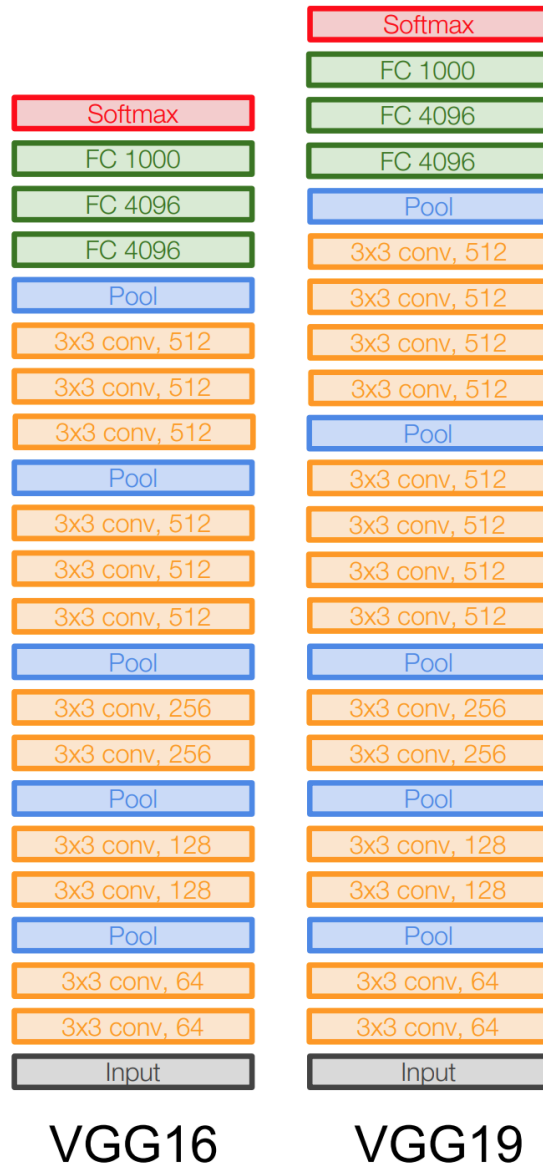 Softmax
FC 1000
FC 4096
FC 4096
Pool
3x3 conv, 512
3x3 conv, 512
3x3 conv, 512
Pool
3x3 conv, 512
3x3 conv, 512
3x3 conv, 512
Pool
3x3 conv, 256
3x3 conv, 256
Pool
3x3 conv, 128
3x3 conv, 128
Pool
3x3 conv, 64
3x3 conv, 64
Input
VGG16
Softmax
FC 1000
FC 4096
FC 4096
Pool
3x3 conv, 512
3x3 conv, 512
3x3 conv, 512
3x3 conv, 512
Pool
3x3 conv, 512
3x3 conv, 512
3x3 conv, 512
3x3 conv, 512
Pool
3x3 conv, 256
3x3 conv, 256
Pool
3x3 conv, 128
3x3 conv, 128
Pool
3x3 conv, 64
3x3 conv, 64
Input
VGG19